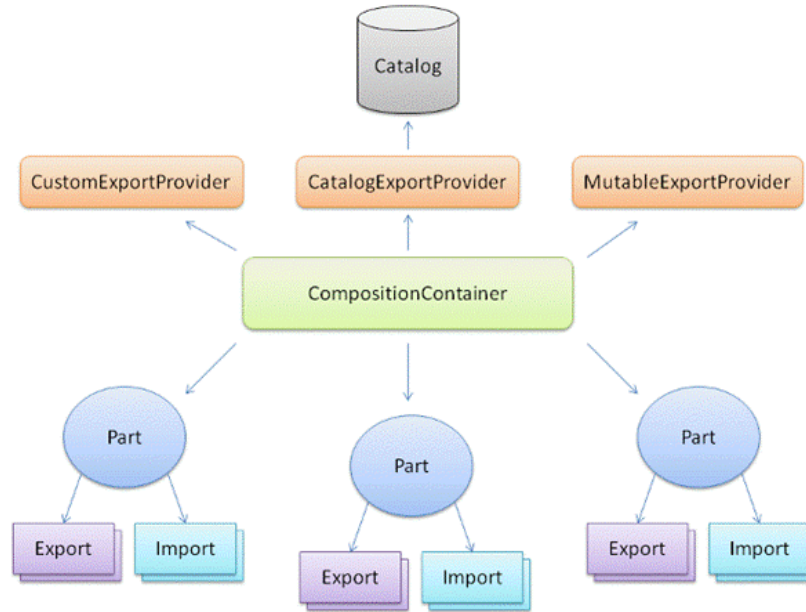 Catalog
CustomExportProvider
CatalogExportProvider
MutableExportProvider
CompositionContainer
Part
Part
Part
Export
Import
Export
Import
Export
Import